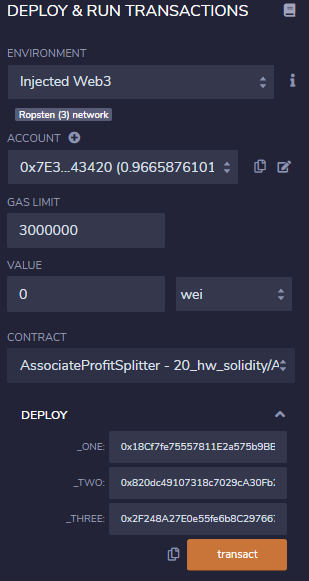 DEPLOY & RUN TRANSACTIONS
ENVIRONMENT
Injected Web3
Ropsten (3) network
ACCOUNT
0x7E3...43420 (0.9665876101
GAS LIMIT
3000000
VALUE
0 wei
CONTRACT
AssociateProfitSplitter - 20_hw_solidity/A
DEPLOY
_ONE: 0x18Cf7fe75557811E2a575b9BE
_TWO: 0x820dc49107318c7029cA30Fb
_THREE: 0x2F248A27E0e55fe6b8C29766
transact